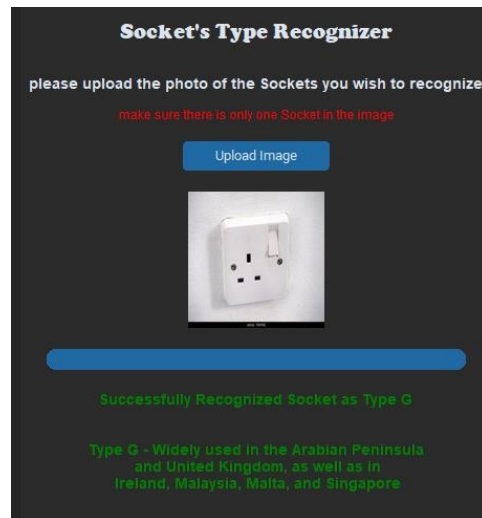 Socket's Type Recognizer
please upload the photo of the Sockets you wish to recognize
make sure there is only one Socket in the image
Upload Image
Successfully Recognized Socket as Type G
Type G - Widely used in the Arabian Peninsula
and United Kingdom, as well as in
Ireland, Malaysia, Malta, and Singapore